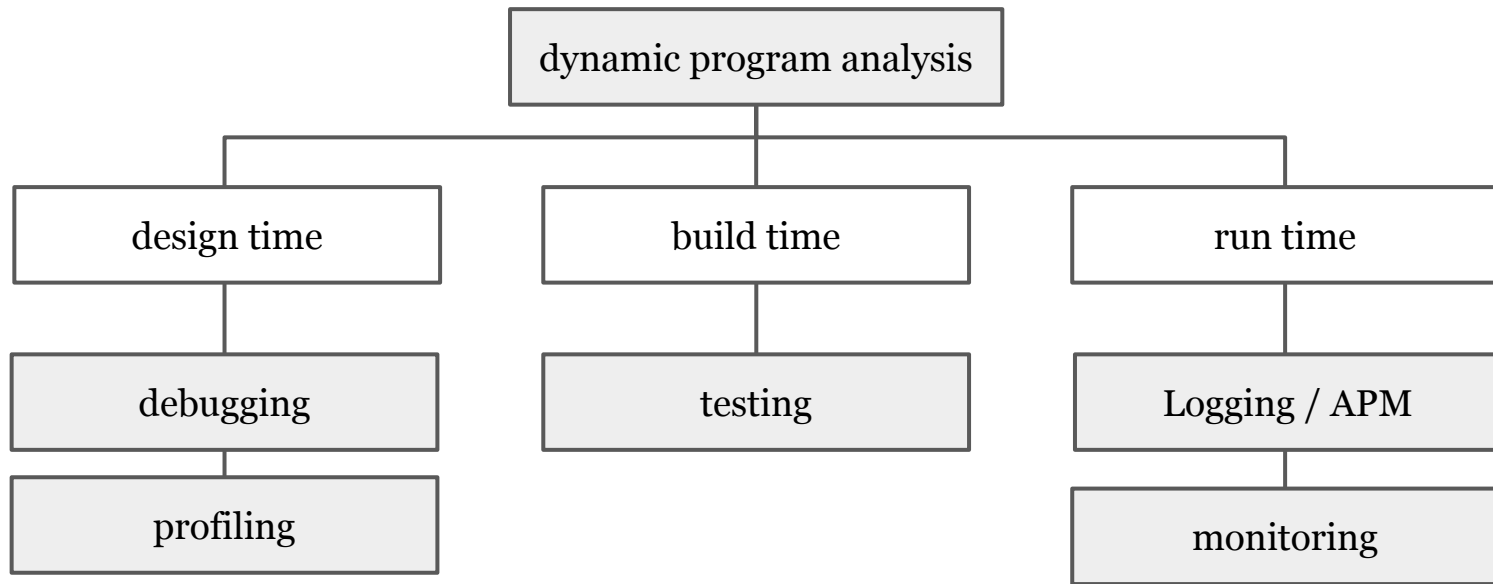 dynamic program analysis
design time
build time
run time
debugging
testing
Logging / APM
profiling
monitoring